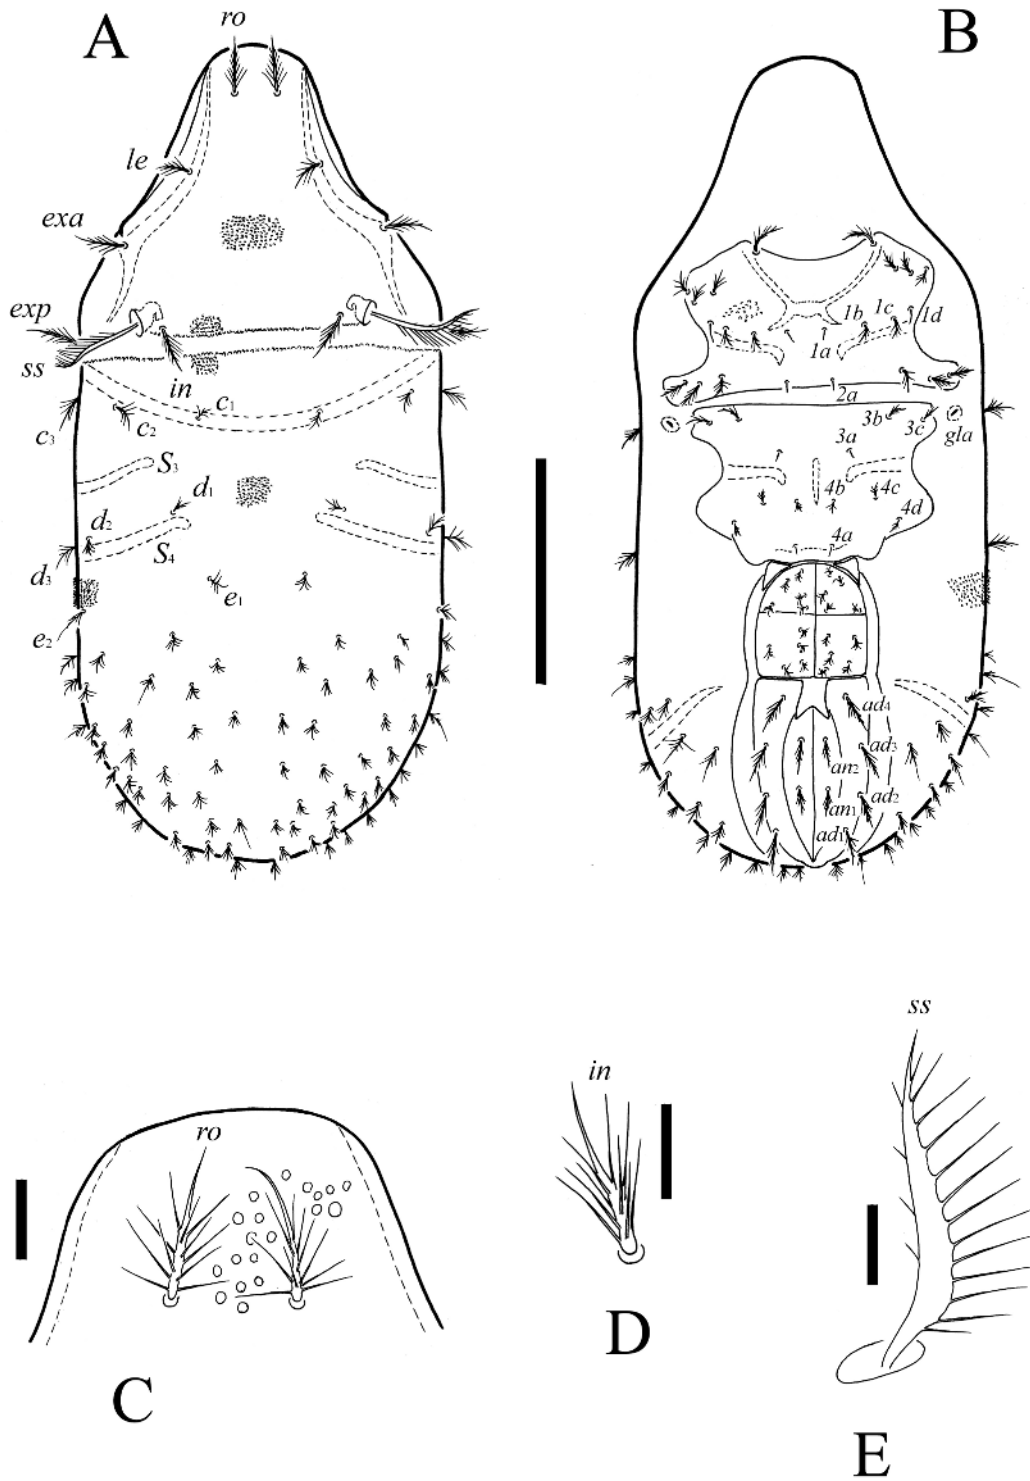 A
ro
B
le
exa
exp
ss
in
c1
c2
c3
S3
d1
d2
S4
d3
e1
e2
1b
1c
1d
1a
2a
3b
3c
gla
3a
4b
4c
4d
4a
ad4
ad3
an2
ad2
an1
ad1
ro
in
ss
C
D
E